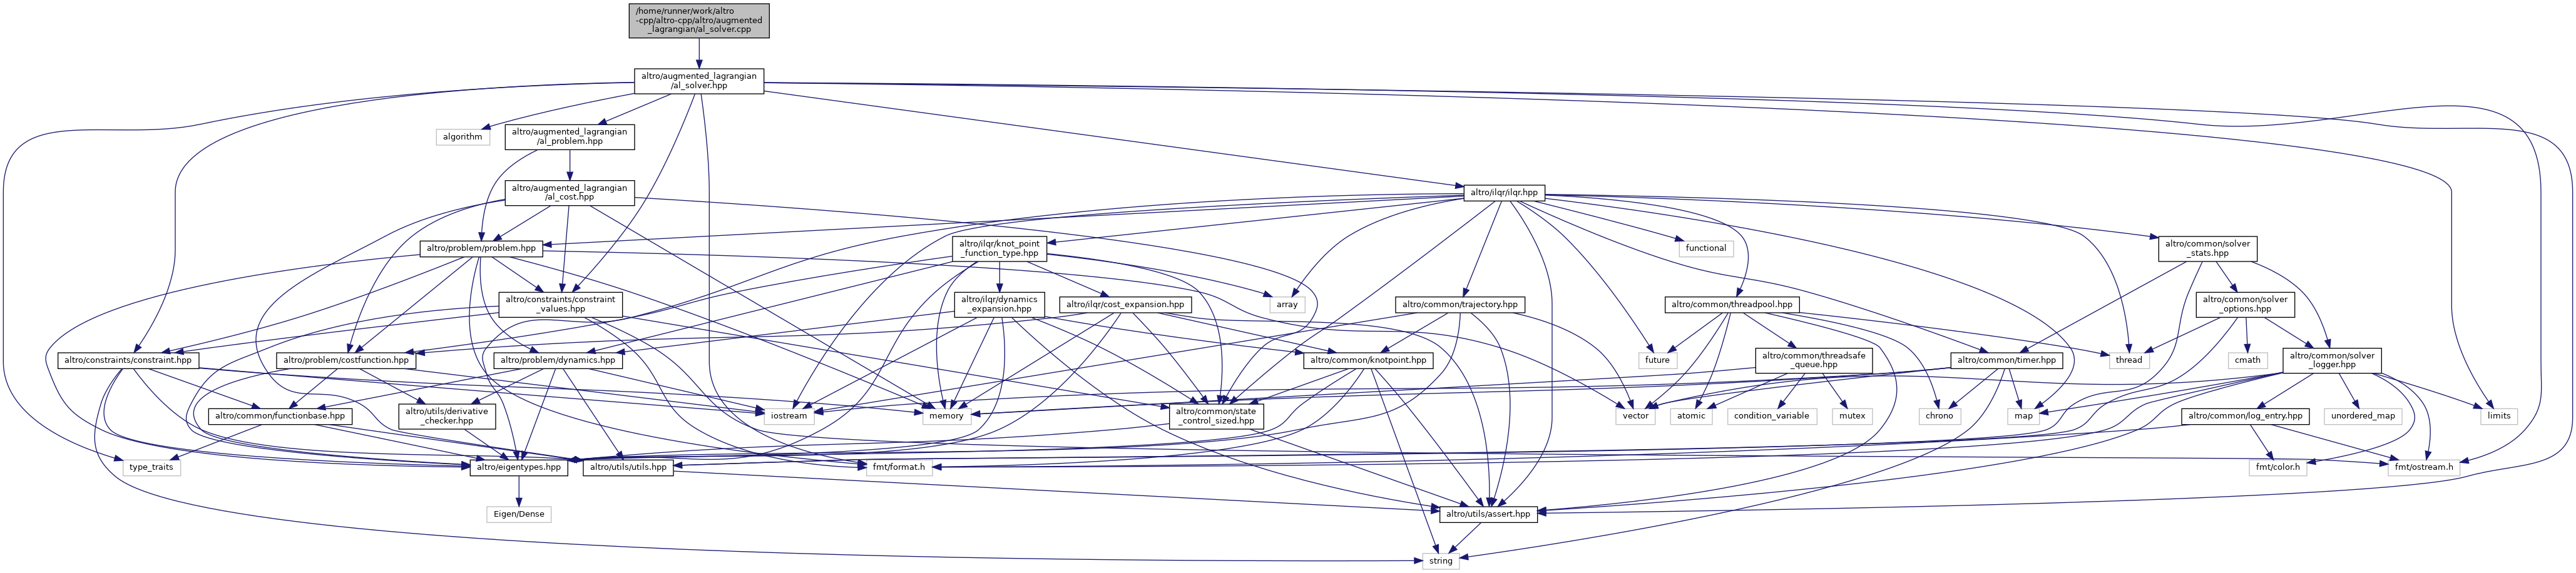 /home/runner/work/altro
-cpp/altro-cpp/altro/augmented
_lagrangian/al_solver.cpp
altro/augmented_lagrangian
/al_solver.hpp
algorithm
altro/augmented_lagrangian
/al_problem.hpp
altro/augmented_lagrangian
/al_cost.hpp
altro/ilqr/ilqr.hpp
altro/problem/problem.hpp
altro/ilqr/knot_point
_function_type.hpp
functional
altro/common/solver
_stats.hpp
altro/constraints/constraint
_values.hpp
altro/ilqr/dynamics
_expansion.hpp
altro/ilqr/cost_expansion.hpp
array
altro/common/trajectory.hpp
altro/common/threadpool.hpp
altro/common/solver
_options.hpp
altro/constraints/constraint.hpp
altro/problem/costfunction.hpp
altro/problem/dynamics.hpp
altro/common/knotpoint.hpp
future
altro/common/threadsafe
_queue.hpp
altro/common/timer.hpp
thread
cmath
altro/common/solver
_logger.hpp
altro/common/functionbase.hpp
altro/utils/derivative
_checker.hpp
iostream
memory
altro/common/state
_control_sized.hpp
vector
atomic
condition_variable
mutex
chrono
map
altro/common/log_entry.hpp
unordered_map
limits
type_traits
altro/eigentypes.hpp
altro/utils/utils.hpp
fmt/format.h
fmt/color.h
fmt/ostream.h
Eigen/Dense
altro/utils/assert.hpp
string